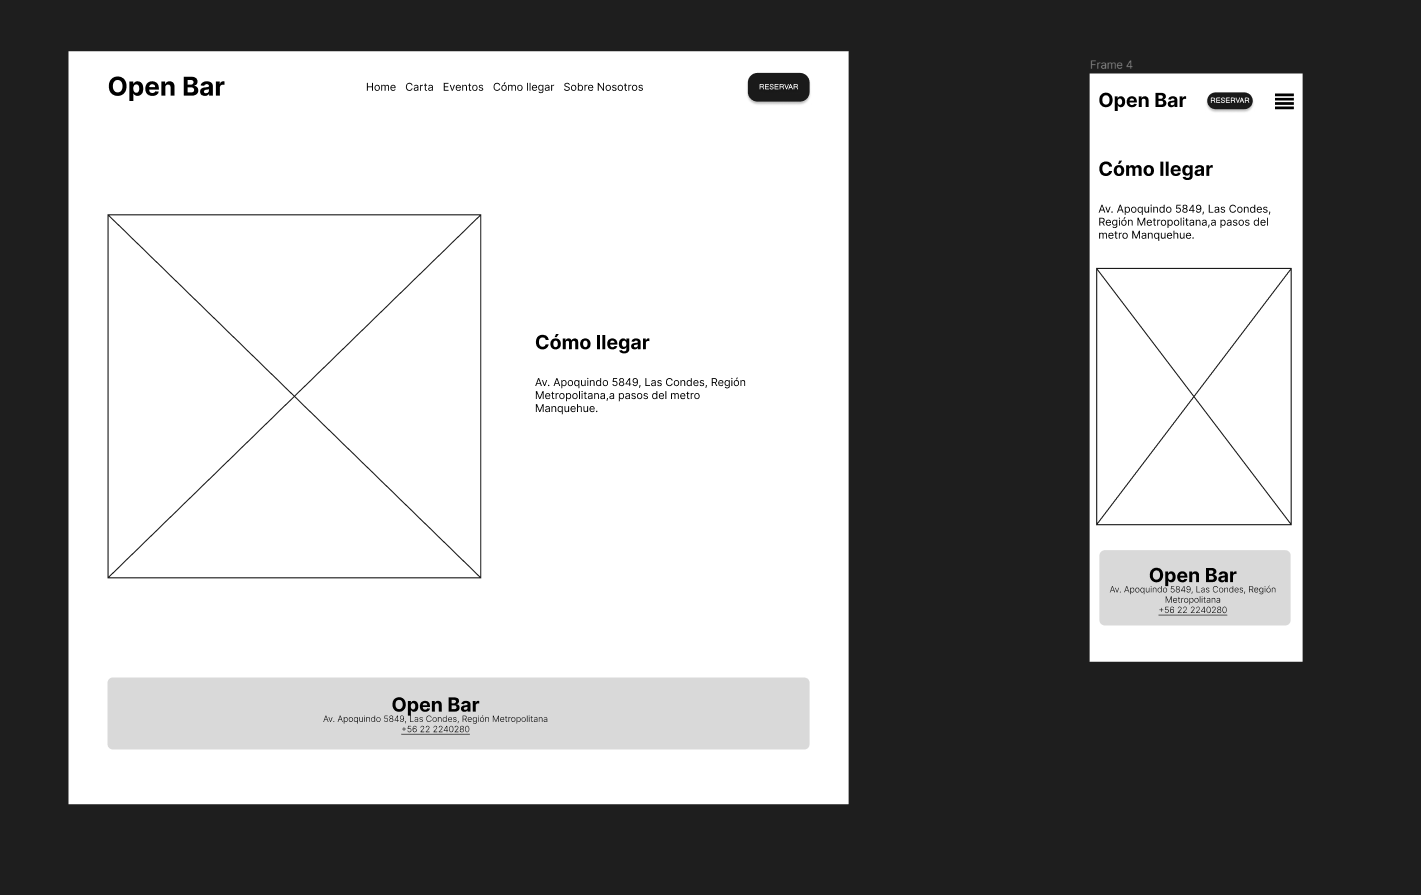 Open Bar
Home Carta Eventos Cómo llegar Sobre Nosotros
RESERVAR
Cómo llegar
Av. Apoquindo 5849, Las Condes, Región
Metropolitana,a pasos del metro
Manquehue.
Open Bar
Av. Apoquindo 5849, Las Condes, Región Metropolitana
+56 22 2240280
Frame 4
Open Bar
RESERVAR
Cómo llegar
Av. Apoquindo 5849, Las Condes,
Región Metropolitana,a pasos del
metro Manquehue.
Open Bar
Av. Apoquindo 5849, Las Condes, Región
Metropolitana
+56 22 2240280